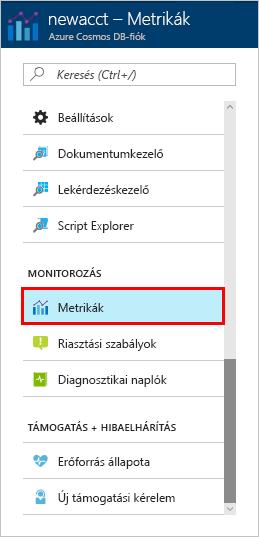 newacct – Metrikák
Azure Cosmos DB-fiók
Keresés (Ctrl+/)
Beállítások
Dokumentumkezelő
Lekérdezéskezelő
Script Explorer
MONITOROZÁS
Metrikák
Riasztási szabályok
Diagnosztikai naplók
TÁMOGATÁS + HIBAELHÁRÍTÁS
Erőforrás állapota
Új támogatási kérelem